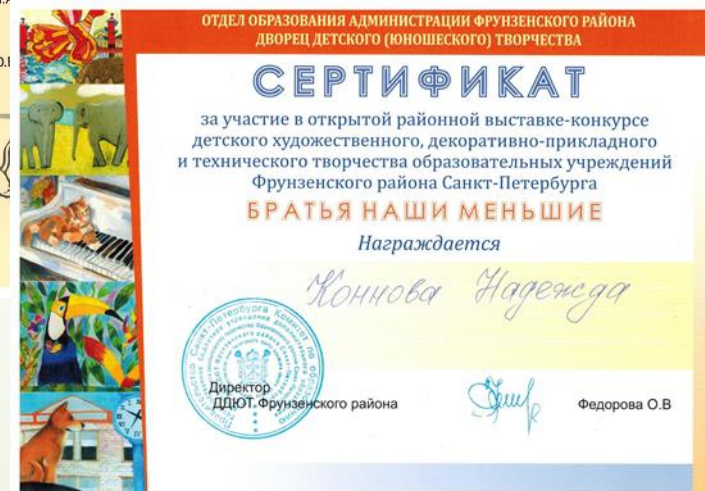 ОТДЕЛ ОБРАЗОВАНИЯ АДМИНИСТРАЦИИ ФРУНЗЕНСКОГО РАЙОНА
ДВОРЕЦ ДЕТСКОГО (ЮНОШЕСКОГО) ТВОРЧЕСТВА
СЕРТИФИКАТ
за участие в открытой районной выставке-конкурсе
детского художественного, декоративно-прикладного
и технического творчества образовательных учреждений
Фрунзенского района Санкт-Петербурга
БРАТЬЯ НАШИ МЕНЬШИЕ
Награждается
Коннова Надежда
Директор
ДДЮТ Фрунзенского района
Федорова О.В